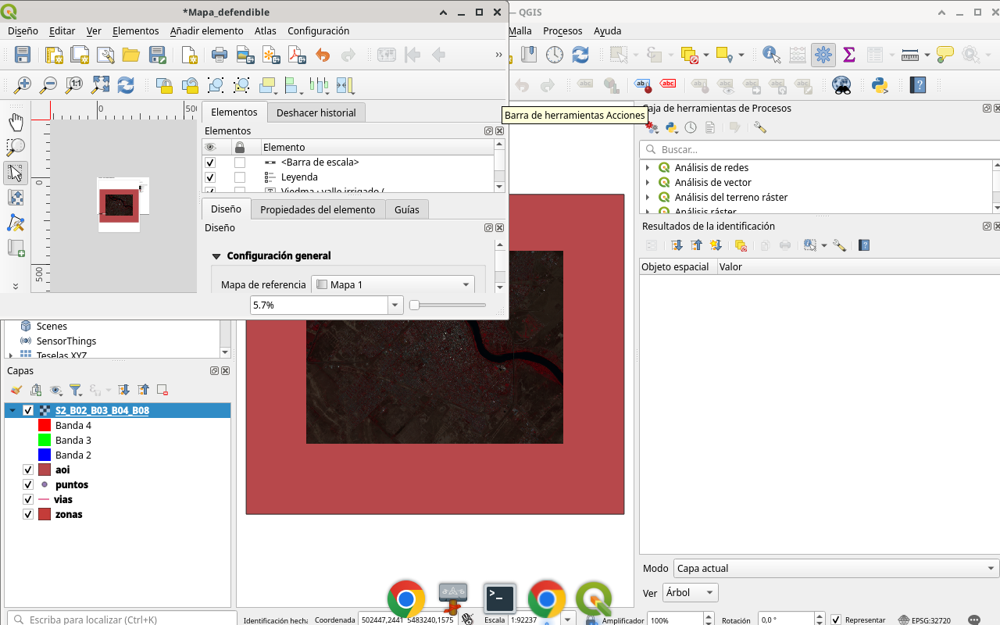 *Mapa_defendible
— QGIS
Diseño Editar Ver Elementos Añadir elemento Atlas Configuración
Malla Procesos Ayuda
Barra de herramientas Acciones
0
0
500
Elementos Deshacer historial
Elementos
Elemento
<Barra de escala>
Leyenda
Viedma · valle irrigado (
Diseño Propiedades del elemento Guías
Diseño
Configuración general
Mapa de referencia Mapa 1
5.7%
Caja de herramientas de Procesos
Buscar...
Análisis de redes
Análisis de vector
Análisis del terreno ráster
Análisis ráster
Resultados de la identificación
Objeto espacial Valor
Scenes
SensorThings
Teselas XYZ
Capas
S2_B02_B03_B04_B08
Banda 4
Banda 3
Banda 2
aoi
puntos
vias
zonas
Modo Capa actual
Ver Árbol
Escriba para localizar (Ctrl+K)
Identificación hecha
Coordenada 502447,2441 5483240,1575
Escala 1:92237
Amplificador 100%
Rotación 0,0 °
Representar
EPSG:32720